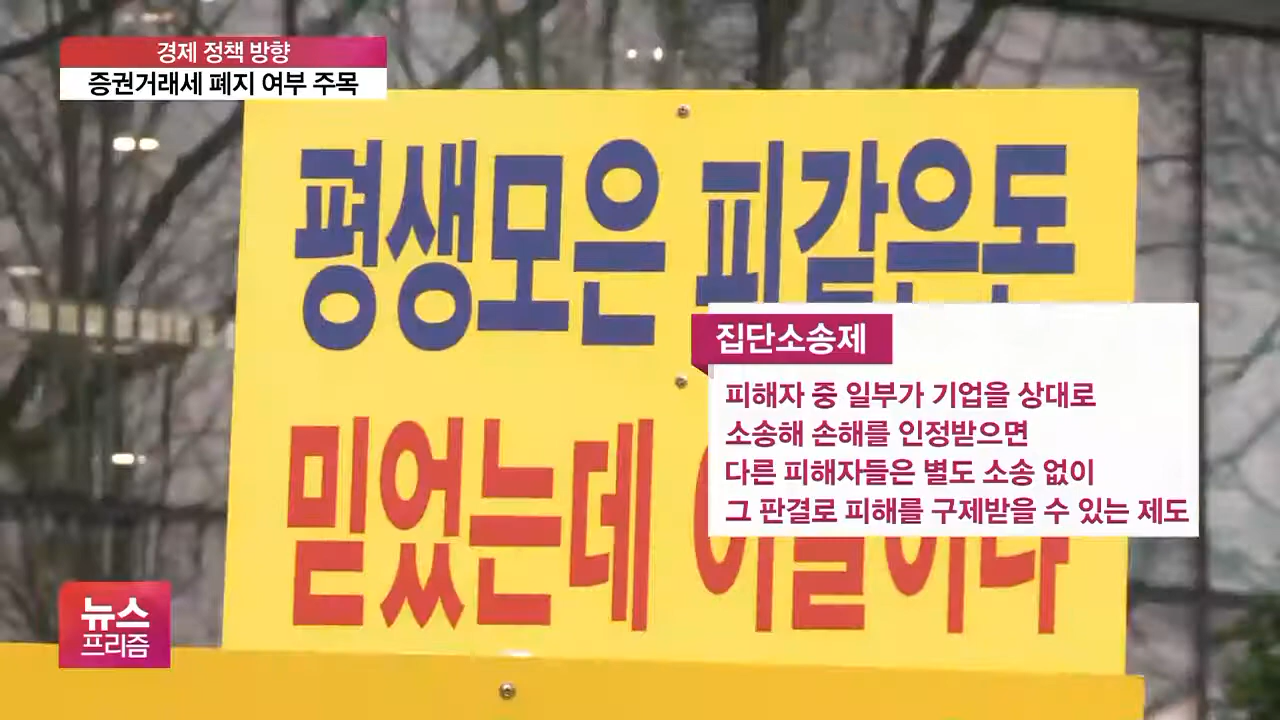 경제 정책 방향
증권거래세 폐지 여부 주목
평생모은 피같은돈
믿었는데
집단소송제
피해자 중 일부가 기업을 상대로
소송해 손해를 인정받으면
다른 피해자들은 별도 소송 없이
그 판결로 피해를 구제받을 수 있는 제도
뉴스
프리즘